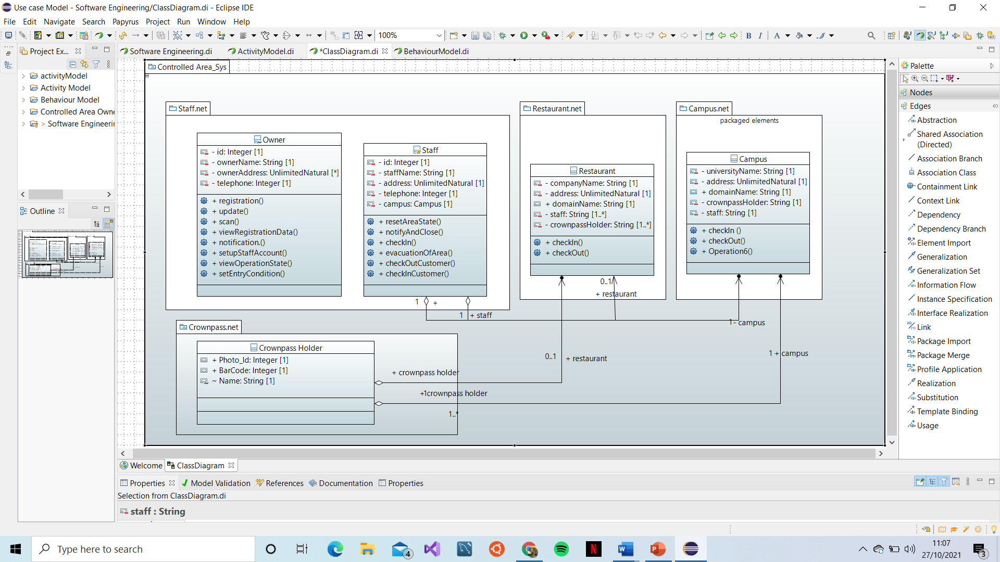 Use case Model - Software Engineering/ClassDiagram.di - Eclipse IDE
File Edit Navigate Search Papyrus Project Run Window Help
100%
B I A
Project Ex...
Software Engineering.di
ActivityModel.di
*ClassDiagram.di
BehaviourModel.di
activityModel
Activity Model
Behaviour Model
Controlled Area Owne
> Software Engineerin
Outline
Controlled Area_Sys
Staff.net
Owner
- id: Integer [1]
- ownerName: String [1]
- ownerAddress: UnlimitedNatural [*]
- telephone: Integer [1]
+ registration()
+ update()
+ scan()
+ viewRegistrationData()
+ notification.()
+ setupStaffAccount()
+ viewOperationState()
+ setEntryCondition()
Staff
- id: Integer [1]
- staffName: String [1]
- address: UnlimitedNatural [1]
- telephone: Integer [1]
- campus: Campus [1]
+ resetAreaState()
+ notifyAndClose()
+ checkIn()
+ evacuationOfArea()
+ checkOutCustomer()
+ checkInCustomer()
1 +
1 + staff
Restaurant.net
Restaurant
- companyName: String [1]
- address: UnlimitedNatural [1]
+ domainName: String [1]
- staff: String [1..*]
- crownpassHolder: String [1..*]
+ checkIn()
+ checkOut()
0..1
+ restaurant
Campus.net
packaged elements
Campus
- universityName: String [1]
- address: UnlimitedNatural [1]
+ domainName: String [1]
- crownpassHolder: String [1]
- staff: String [1]
+ checkIn ()
+ checkOut()
+ Operation6()
1 - campus
1 + campus
0..1 + restaurant
Crownpass.net
Crownpass Holder
+ Photo_Id: Integer [1]
+ BarCode: Integer [1]
~ Name: String [1]
+ crownpass holder
1
+ crownpass holder
1..*
Palette
Nodes
Edges
Abstraction
Shared Association
(Directed)
Association Branch
Association Class
Containment Link
Context Link
Dependency
Dependency Branch
Element Import
Generalization
Generalization Set
Information Flow
Instance Specification
Interface Realization
Link
Package Import
Package Merge
Profile Application
Realization
Substitution
Template Binding
Usage
Welcome
ClassDiagram
Properties
Model Validation
References
Documentation
Properties
Selection from ClassDiagram.di
staff : String
Type here to search
4
11:07
27/10/2021
3